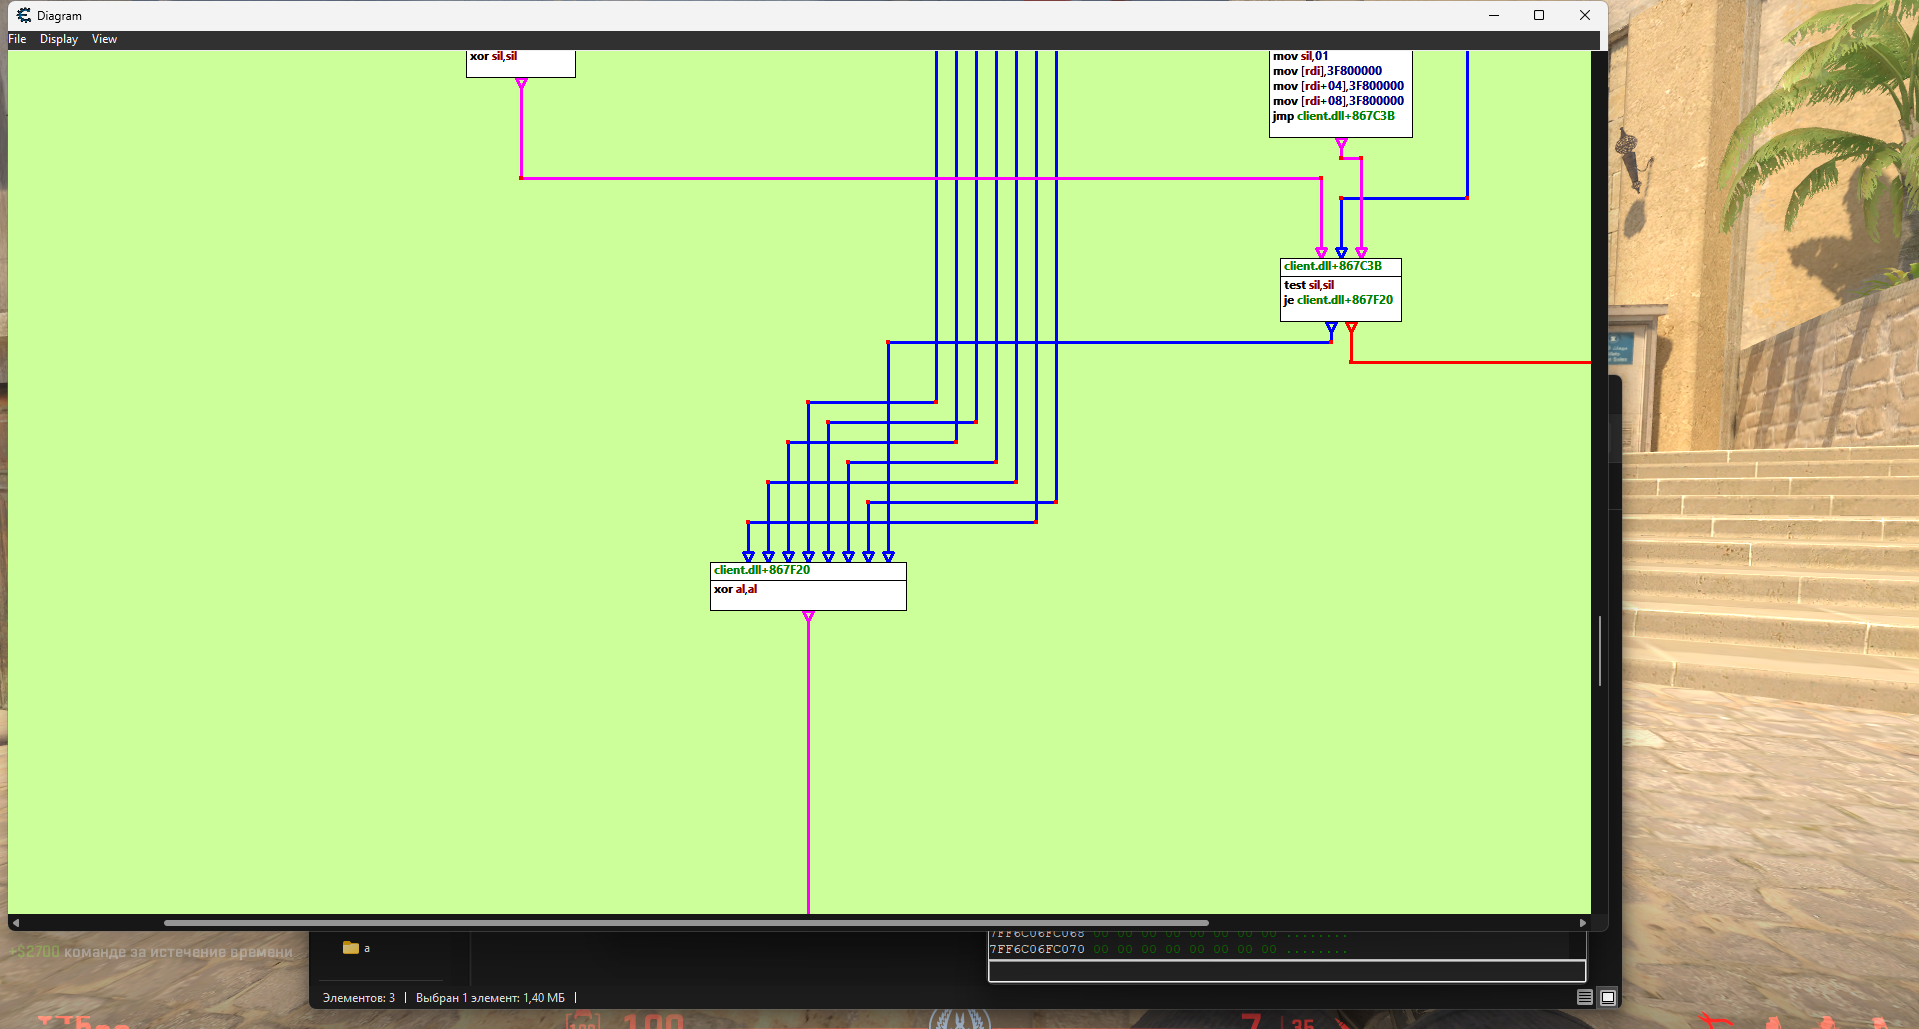 Diagram
File Display View
xor sil,sil
mov sil,01
mov [rdi],3F800000
mov [rdi+04],3F800000
mov [rdi+08],3F800000
jmp client.dll+867C3B
client.dll+867C3B
test sil,sil
je client.dll+867F20
client.dll+867F20
xor al,al
+$2700 команде за истечение времени
a
7FF6C06FC068 00 00 00 00 00 00 00 00 ........
7FF6C06FC070 00 00 00 00 00 00 00 00 ........
Элементов: 3 | Выбран 1 элемент: 1,40 МБ |
100 100 7 | 35